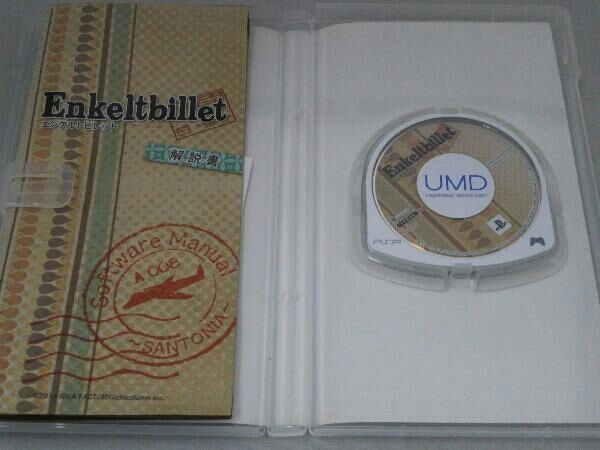 Enkeltbillet
エンケルトビレット
解説書
Software Manual
A 008
~SANTONIA~
©2014 IDEA FACTORY/ichicolumn Inc.
Enkeltbillet
UMD
UNIVERSAL MEDIA DISC
PSP